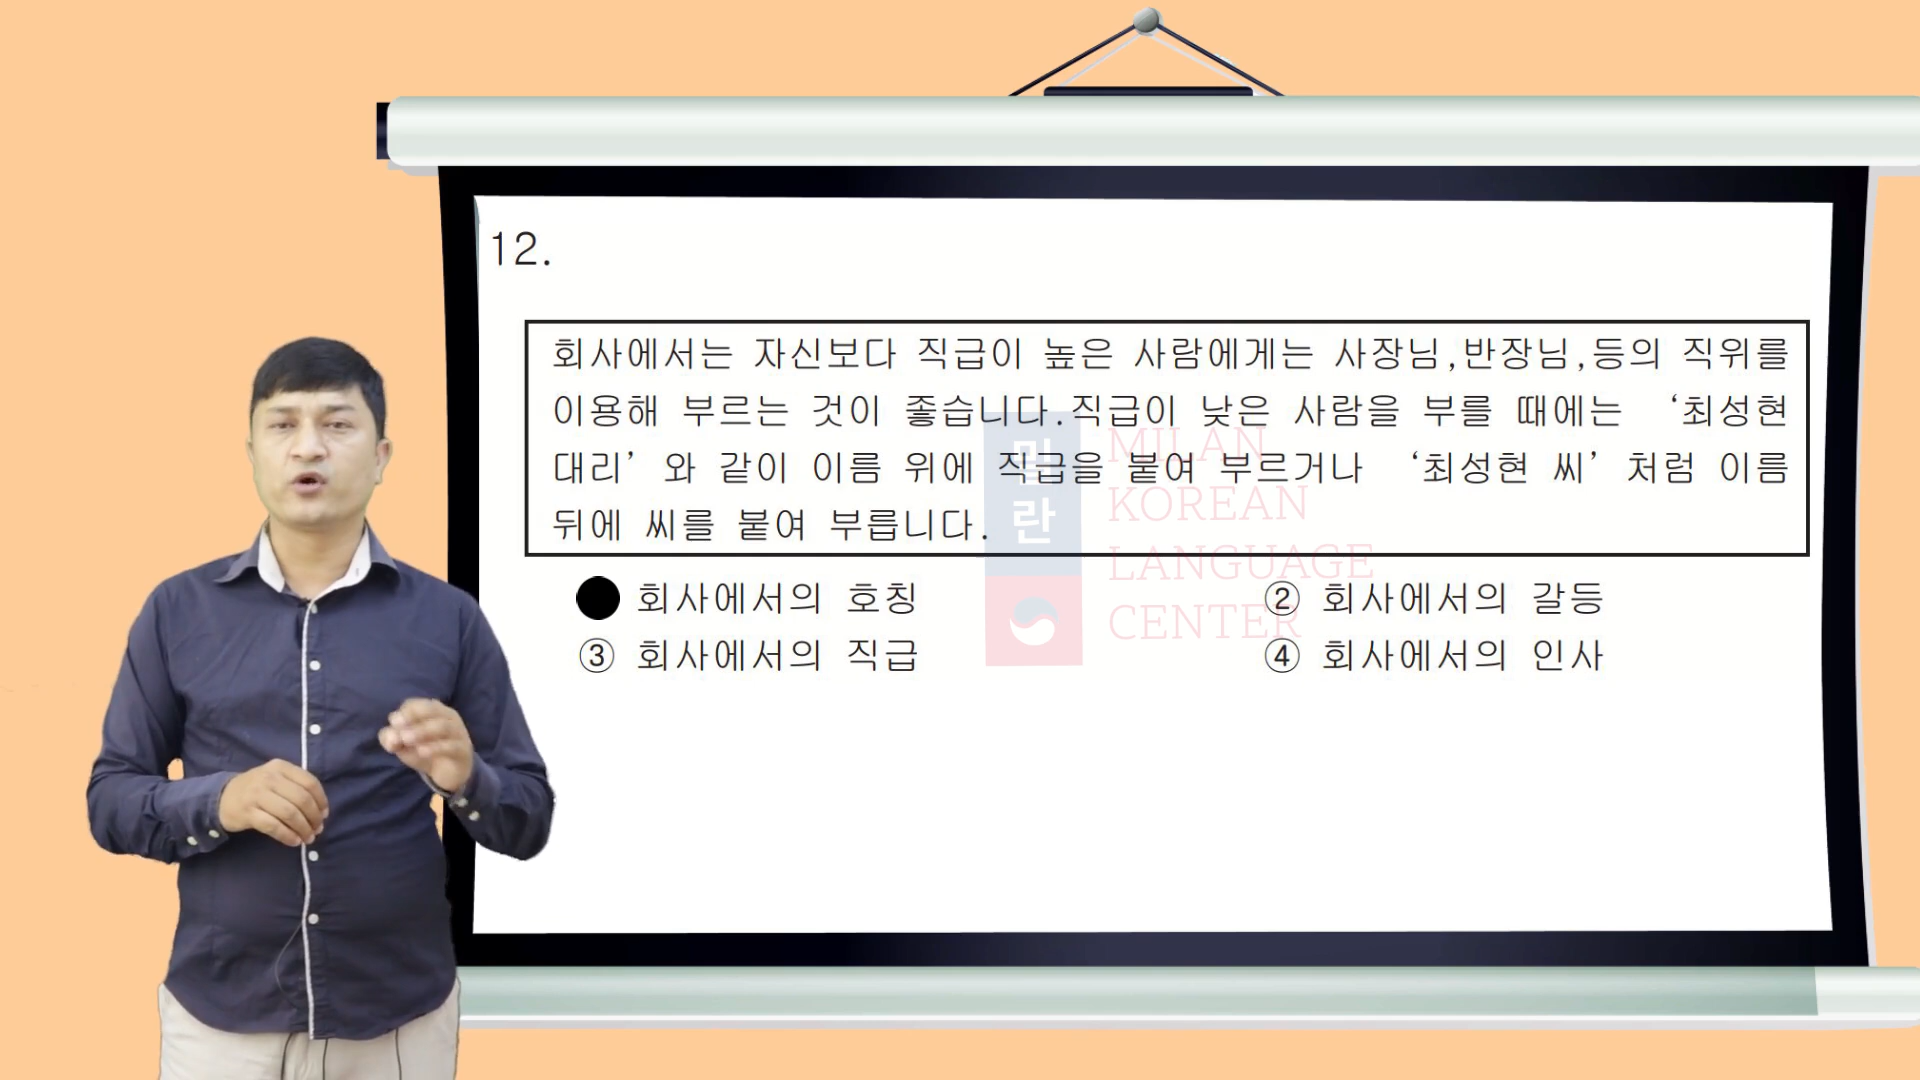 12.
회사에서는 자신보다 직급이 높은 사람에게는 사장님,반장님,등의 직위를
이용해 부르는 것이 좋습니다.직급이 낮은 사람을 부를 때에는 ‘최성현
대리’ 와 같이 이름 위에 직급을 붙여 부르거나 ‘최성현 씨’ 처럼 이름
뒤에 씨를 붙여 부릅니다.
회사에서의 호칭
② 회사에서의 갈등
③ 회사에서의 직급
④ 회사에서의 인사
밀란
MILAN
KOREAN
LANGUAGE
CENTER